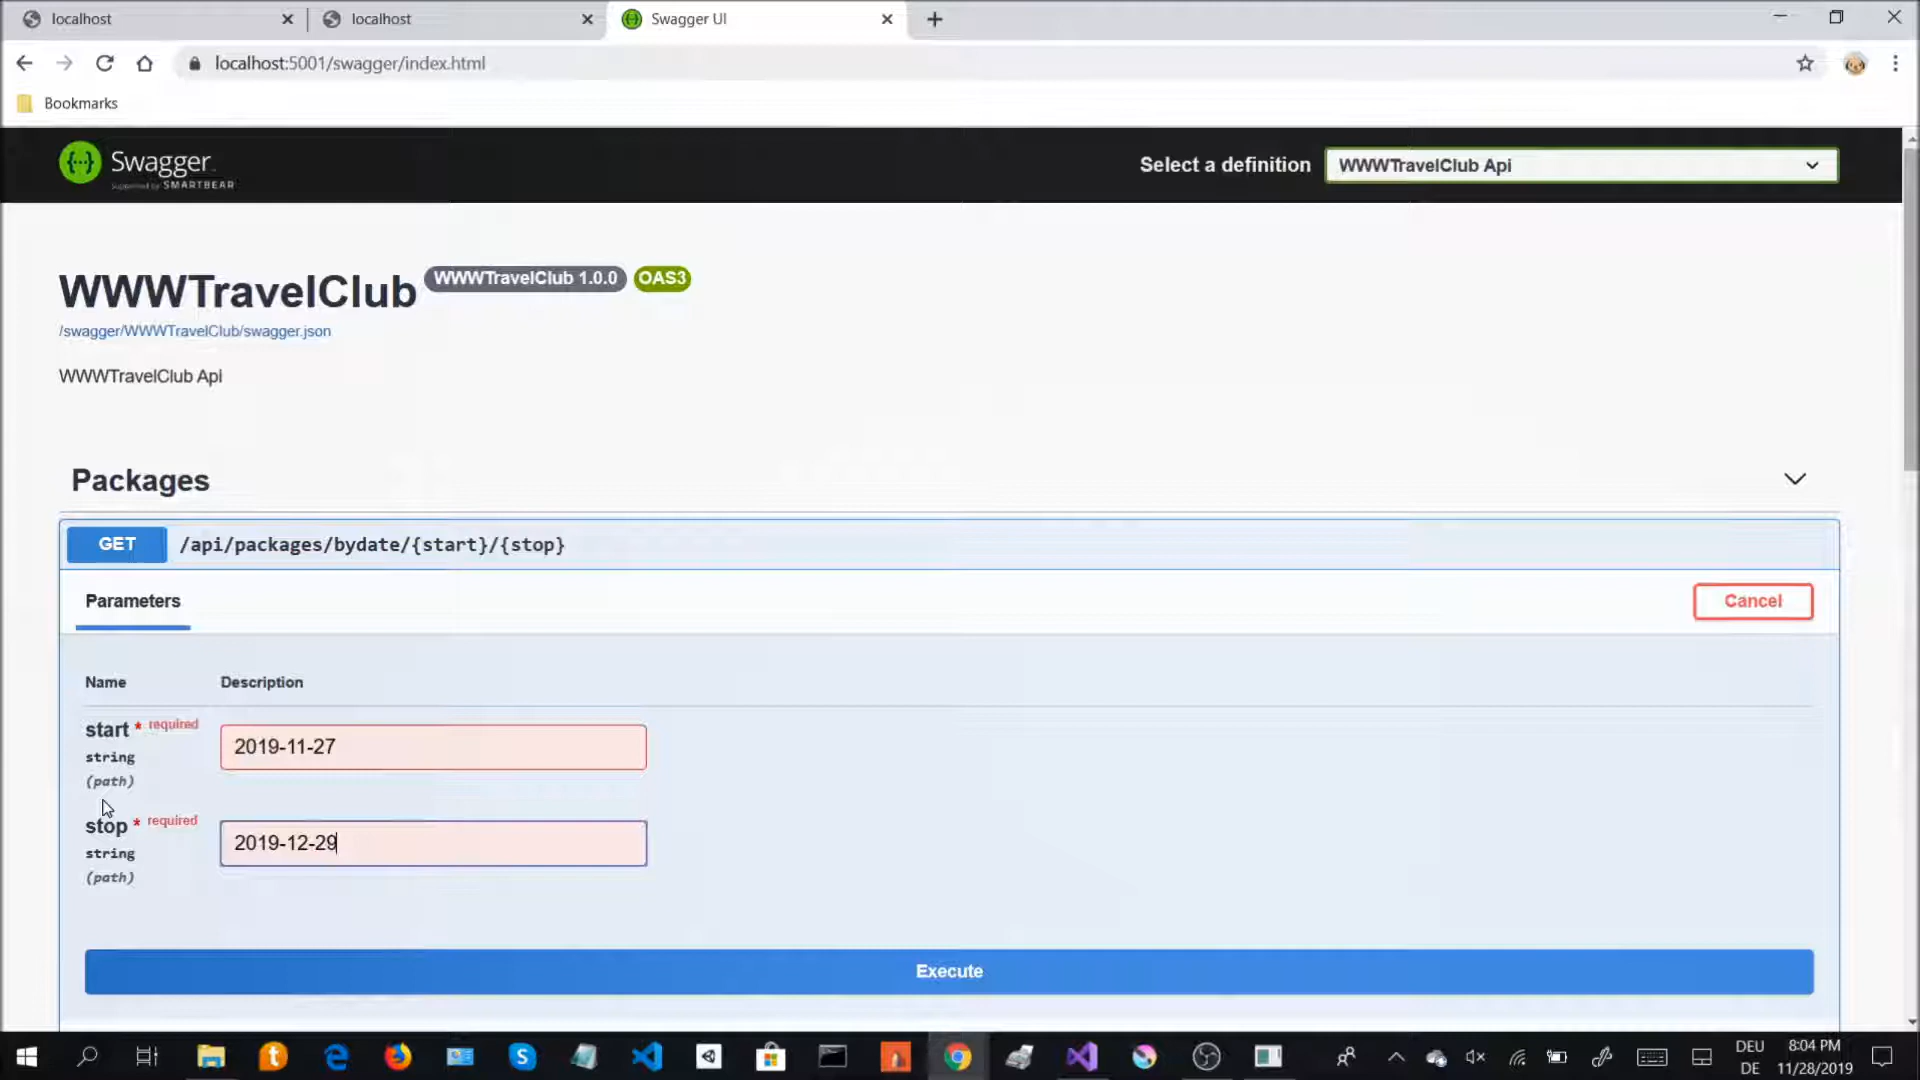 localhost
localhost
Swagger UI
localhost:5001/swagger/index.html
Bookmarks
Swagger.
Supported by SMARTBEAR
Select a definition
WWWTravelClub Api
WWWTravelClub
WWWTravelClub 1.0.0
OAS3
/swagger/WWWTravelClub/swagger.json
WWWTravelClub Api
Packages
GET
/api/packages/bydate/{start}/{stop}
Parameters
Cancel
Name
Description
start * required
string
(path)
2019-11-27
stop * required
string
(path)
2019-12-29
Execute
DEU
DE
8:04 PM
11/28/2019